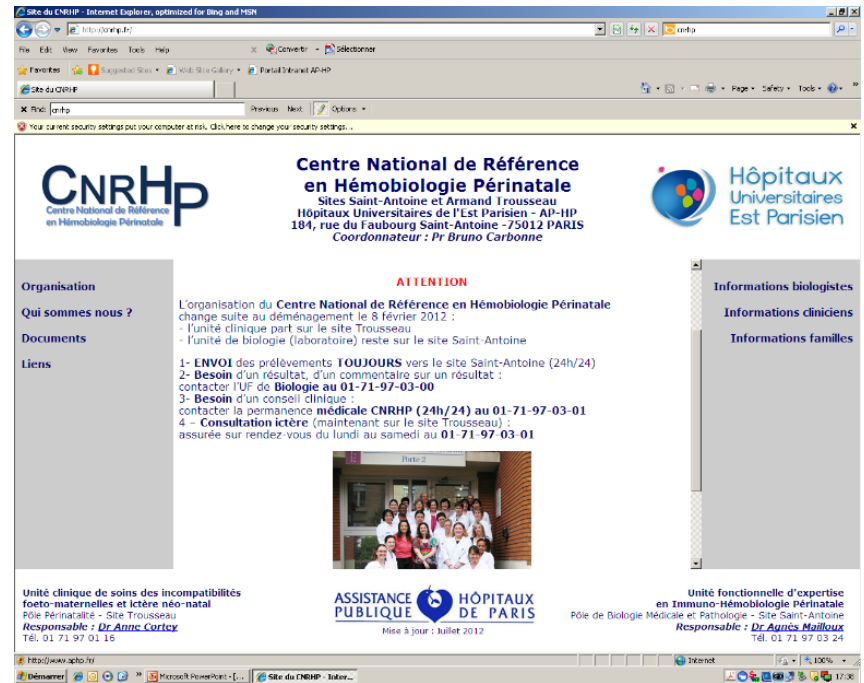 Site du CNRHP - Internet Explorer, optimized for Bing and MSN
http://cnrhp.fr/
cnrhp
File Edit View Favorites Tools Help
Convertir
Sélectionner
Favorites
Suggested Sites
Web Slice Gallery
Portail Intranet AP-HP
Site du CNRHP
Page Safety Tools
Find: cnrhp Previous Next Options
Your current security settings put your computer at risk. Click here to change your security settings...
CNRHP
Centre National de Référence
en Hémobiologie Périnatale
Centre National de Référence
en Hémobiologie Périnatale
Sites Saint-Antoine et Armand Trousseau
Hôpitaux Universitaires de l'Est Parisien - AP-HP
184, rue du Faubourg Saint-Antoine -75012 PARIS
Coordonnateur : Pr Bruno Carbonne
Hôpitaux
Universitaires
Est Parisien
Organisation
Qui sommes nous ?
Documents
Liens
ATTENTION
L'organisation du Centre National de Référence en Hémobiologie Périnatale
change suite au déménagement le 8 février 2012 :
- l'unité clinique part sur le site Trousseau
- l'unité de biologie (laboratoire) reste sur le site Saint-Antoine
1- ENVOI des prélèvements TOUJOURS vers le site Saint-Antoine (24h/24)
2- Besoin d'un résultat, d'un commentaire sur un résultat :
contacter l'UF de Biologie au 01-71-97-03-00
3- Besoin d'un conseil clinique :
contacter la permanence médicale CNRHP (24h/24) au 01-71-97-03-01
4 – Consultation ictère (maintenant sur le site Trousseau) :
assurée sur rendez-vous du lundi au samedi au 01-71-97-03-01
Informations biologistes
Informations cliniciens
Informations familles
Porte 2
Unité clinique de soins des incompatibilités
foeto-maternelles et ictère néo-natal
Pôle Périnatalité - Site Trousseau
Responsable : Dr Anne Cortey
Tél. 01 71 97 01 16
ASSISTANCE PUBLIQUE
HÔPITAUX DE PARIS
Mise à jour : Juillet 2012
Unité fonctionnelle d'expertise
en Immuno-Hémobiologie Périnatale
Pôle de Biologie Médicale et Pathologie - Site Saint-Antoine
Responsable : Dr Agnès Mailloux
Tél. 01 71 97 03 24
http://www.aphp.fr/
Internet
100%
Démarrer
Microsoft PowerPoint - [...
Site du CNRHP - Inter...
17:38